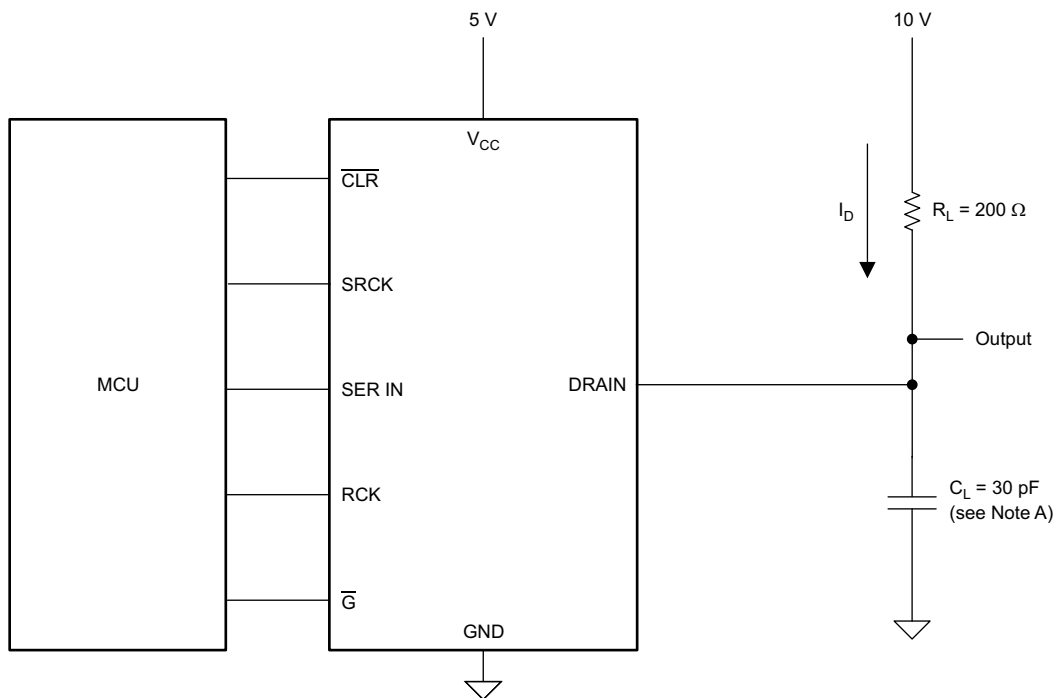 5 V
10 V
V_CC
C̅L̅R̅
SRCK
I_D
R_L = 200 Ω
Output
MCU
SER IN
DRAIN
RCK
C_L = 30 pF
(see Note A)
G̅
GND